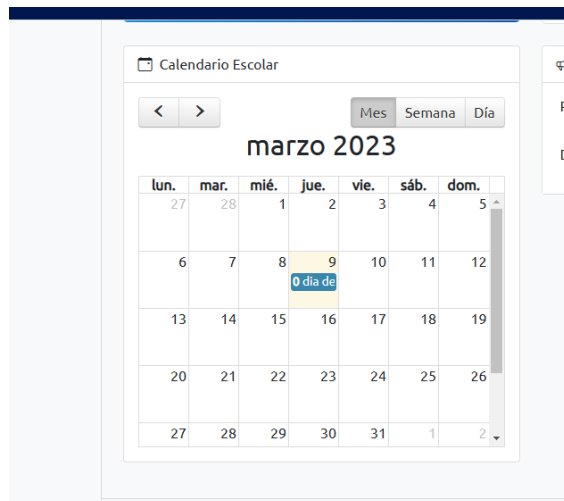 Calendario Escolar
Mes Semana Día
marzo 2023
lun. mar. mié. jue. vie. sáb. dom.
27 28 1 2 3 4 5
6 7 8 9 10 11 12
0 dia de
13 14 15 16 17 18 19
20 21 22 23 24 25 26
27 28 29 30 31 1 2